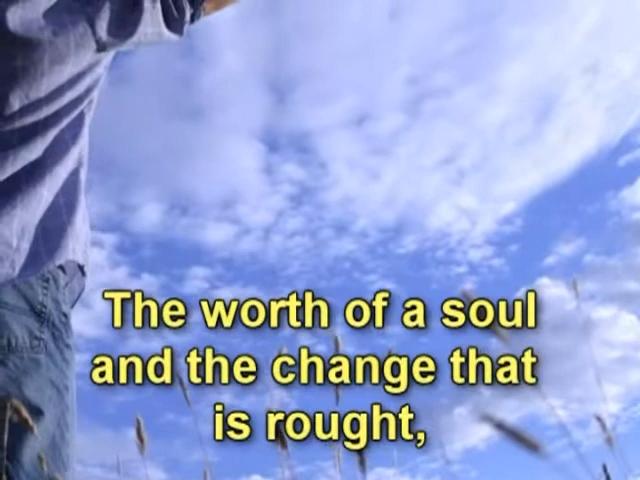 The worth of a soul
and the change that
is rought,